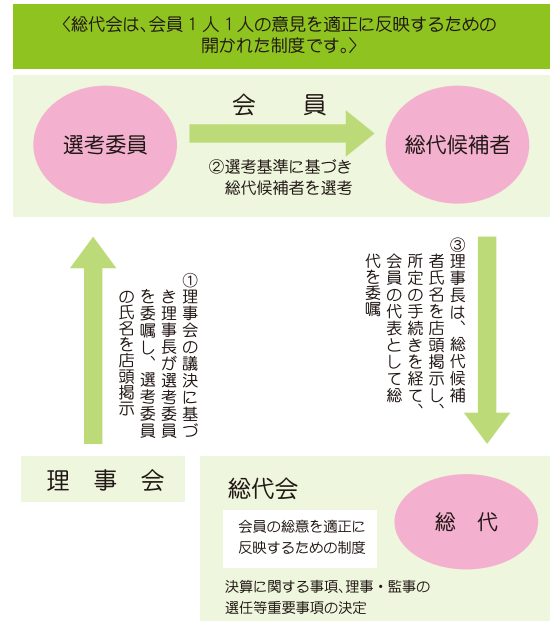 〈総代会は、会員1人1人の意見を適正に反映するための
開かれた制度です。〉
会　員
選考委員
総代候補者
②選考基準に基づき
総代候補者を選考
①理事会の議決に基づ
き理事長が選考委員
を委嘱し、選考委員
の氏名を店頭掲示
③理事長は、総代候補
者氏名を店頭掲示し、
所定の手続きを経て、
会員の代表として総
代を委嘱
理　事　会
総代会
会員の総意を適正に
反映するための制度
総　代
決算に関する事項、理事・監事の
選任等重要事項の決定